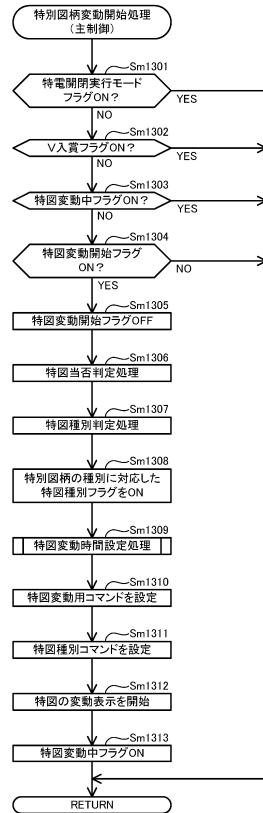 特別図柄変動開始処理
(主制御)
Sm1301
特電開閉実行モード
フラグON?
YES
NO
Sm1302
V入賞フラグON?
YES
NO
Sm1303
特図変動中フラグON?
YES
NO
Sm1304
特図変動開始フラグ
ON?
NO
YES
Sm1305
特図変動開始フラグOFF
Sm1306
特図当否判定処理
Sm1307
特図種別判定処理
Sm1308
特別図柄の種別に対応した
特図種別フラグをON
Sm1309
特図変動時間設定処理
Sm1310
特図変動用コマンドを設定
Sm1311
特図種別コマンドを設定
Sm1312
特図の変動表示を開始
Sm1313
特図変動中フラグON
RETURN